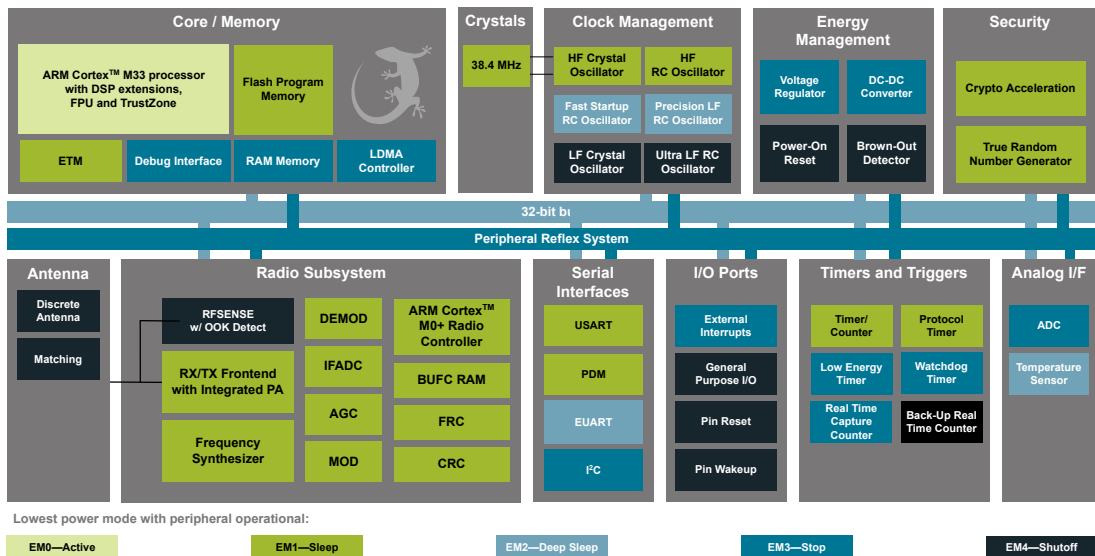 Core / Memory
ARM Cortex™ M33 processor
with DSP extensions,
FPU and TrustZone
Flash Program
Memory
ETM
Debug Interface
RAM Memory
LDMA
Controller
Crystals
38.4 MHz
Clock Management
HF Crystal
Oscillator
HF
RC Oscillator
Fast Startup
RC Oscillator
Precision LF
RC Oscillator
LF Crystal
Oscillator
Ultra LF RC
Oscillator
Energy
Management
Voltage
Regulator
DC-DC
Converter
Power-On
Reset
Brown-Out
Detector
Security
Crypto Acceleration
True Random
Number Generator
32-bit
Peripheral Reflex System
Antenna
Discrete
Antenna
Matching
Radio Subsystem
RFSENSE
w/ OOK Detect
RX/TX Frontend
with Integrated PA
Frequency
Synthesizer
DEMOD
IFADC
AGC
MOD
ARM Cortex™
M0+ Radio
Controller
BUFC RAM
FRC
CRC
Serial
Interfaces
USART
PDM
EUART
I²C
I/O Ports
External
Interrupts
General
Purpose I/O
Pin Reset
Pin Wakeup
Timers and Triggers
Timer/
Counter
Protocol
Timer
Low Energy
Timer
Watchdog
Timer
Real Time
Capture
Counter
Back-Up Real
Time Counter
Analog I/F
ADC
Temperature
Sensor
Lowest power mode with peripheral operational:
EM0—Active
EM1—Sleep
EM2—Deep Sleep
EM3—Stop
EM4—Shutoff